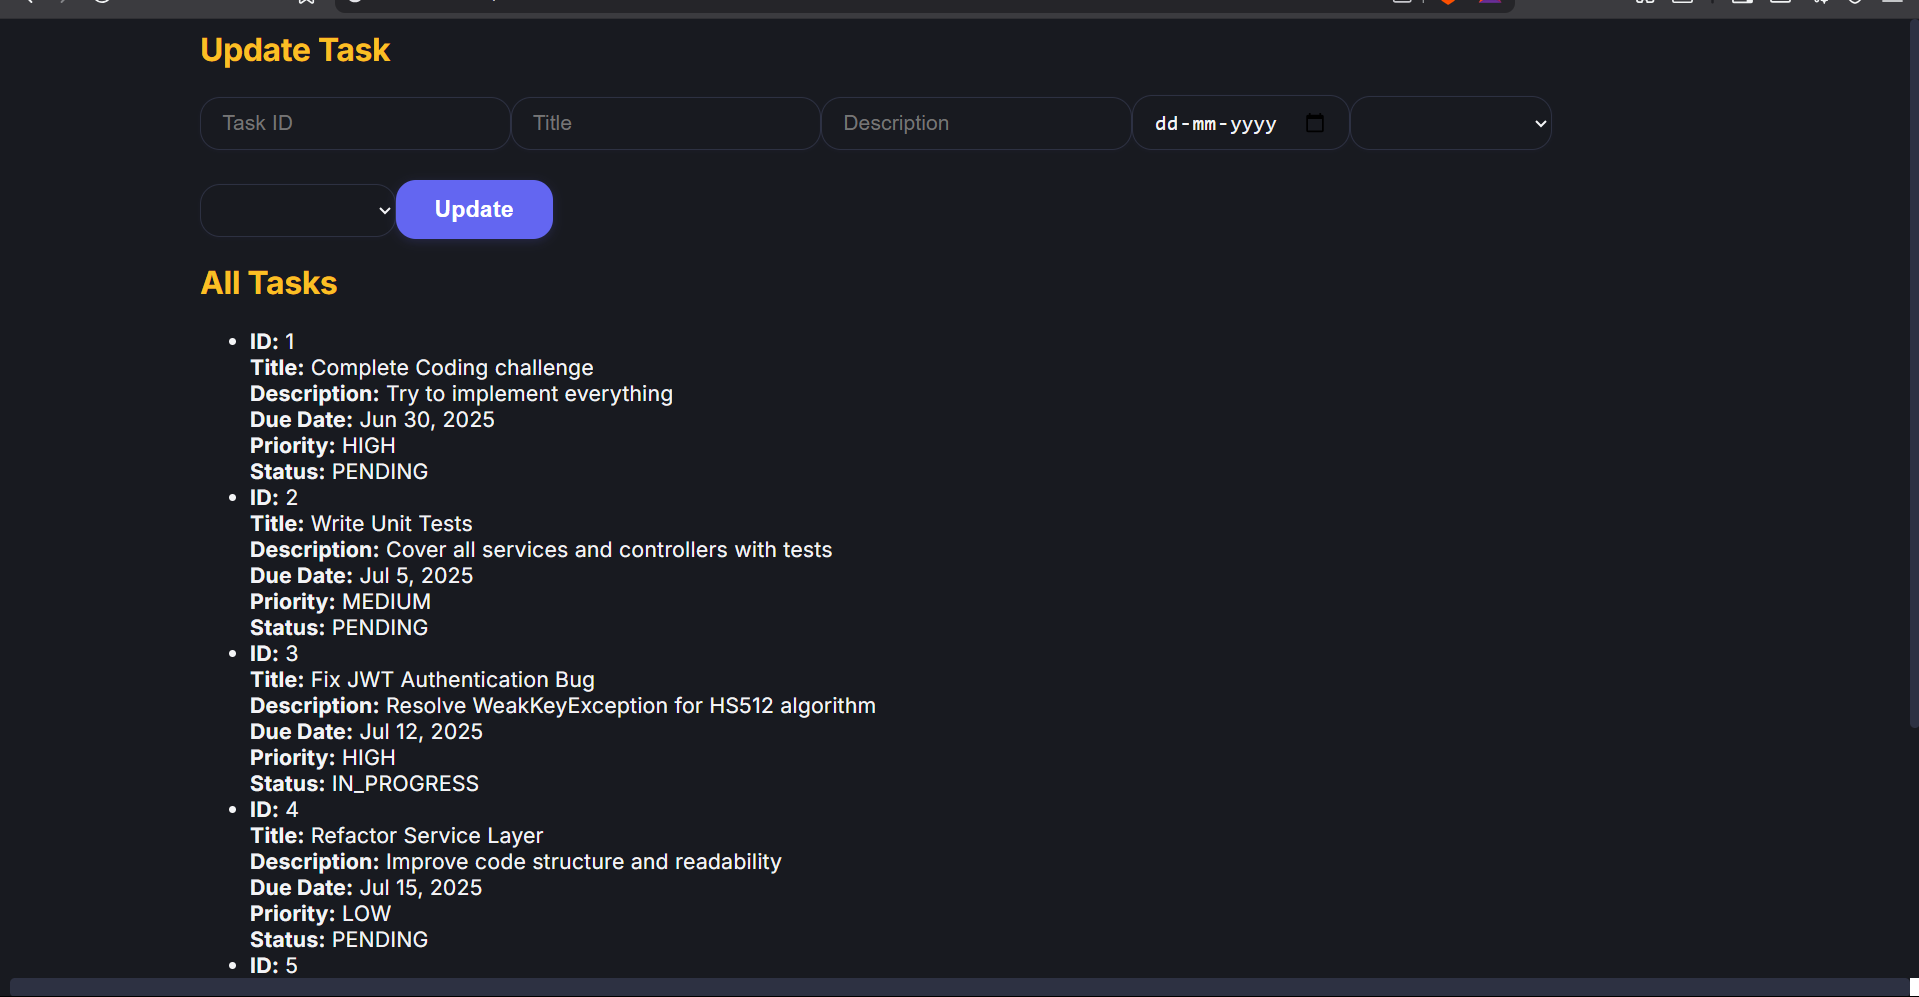 Update Task
Task ID Title Description dd-mm-yyyy
Update
All Tasks
ID: 1
Title: Complete Coding challenge
Description: Try to implement everything
Due Date: Jun 30, 2025
Priority: HIGH
Status: PENDING
ID: 2
Title: Write Unit Tests
Description: Cover all services and controllers with tests
Due Date: Jul 5, 2025
Priority: MEDIUM
Status: PENDING
ID: 3
Title: Fix JWT Authentication Bug
Description: Resolve WeakKeyException for HS512 algorithm
Due Date: Jul 12, 2025
Priority: HIGH
Status: IN_PROGRESS
ID: 4
Title: Refactor Service Layer
Description: Improve code structure and readability
Due Date: Jul 15, 2025
Priority: LOW
Status: PENDING
ID: 5